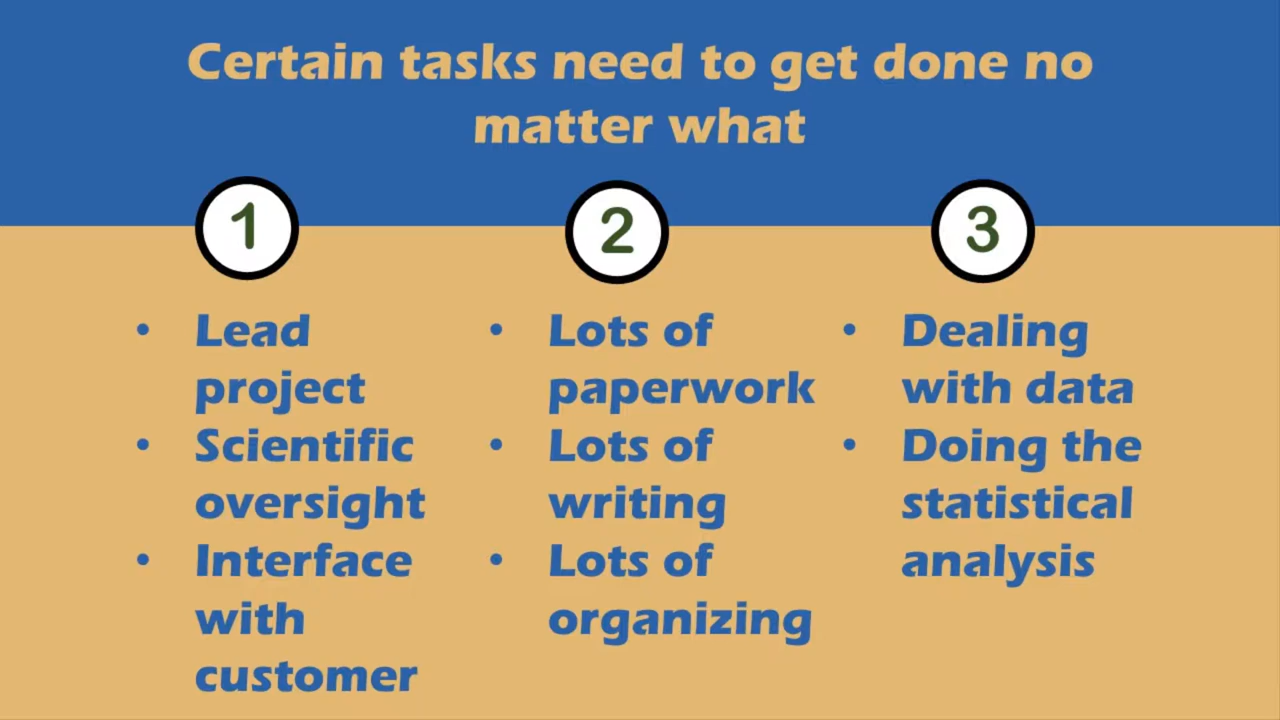 Certain tasks need to get done no
matter what
1
2
3
• Lead
project
• Scientific
oversight
• Interface
with
customer
• Lots of
paperwork
• Lots of
writing
• Lots of
organizing
• Dealing
with data
• Doing the
statistical
analysis